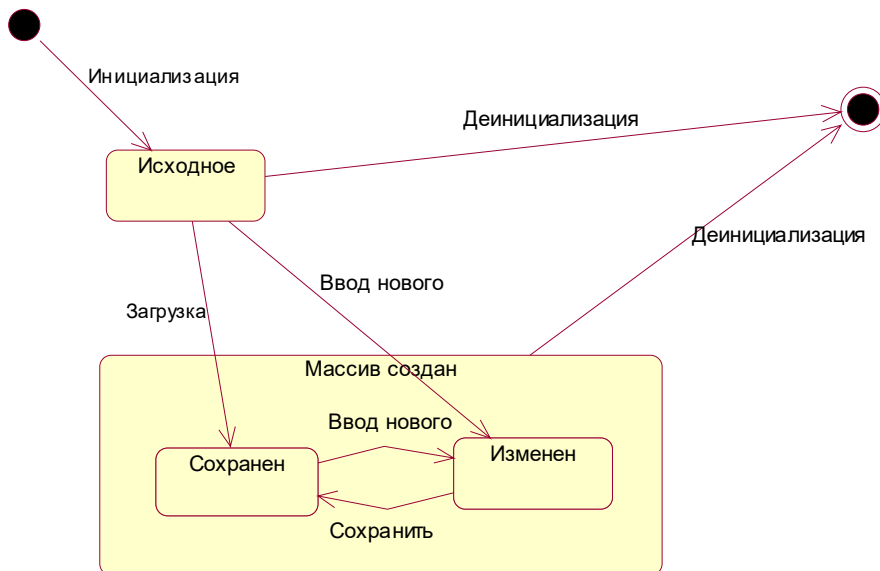 Инициализация
Деинициализация
Исходное
Деинициализация
Ввод нового
Загрузка
Массив создан
Ввод нового
Сохранен
Изменен
Сохранить